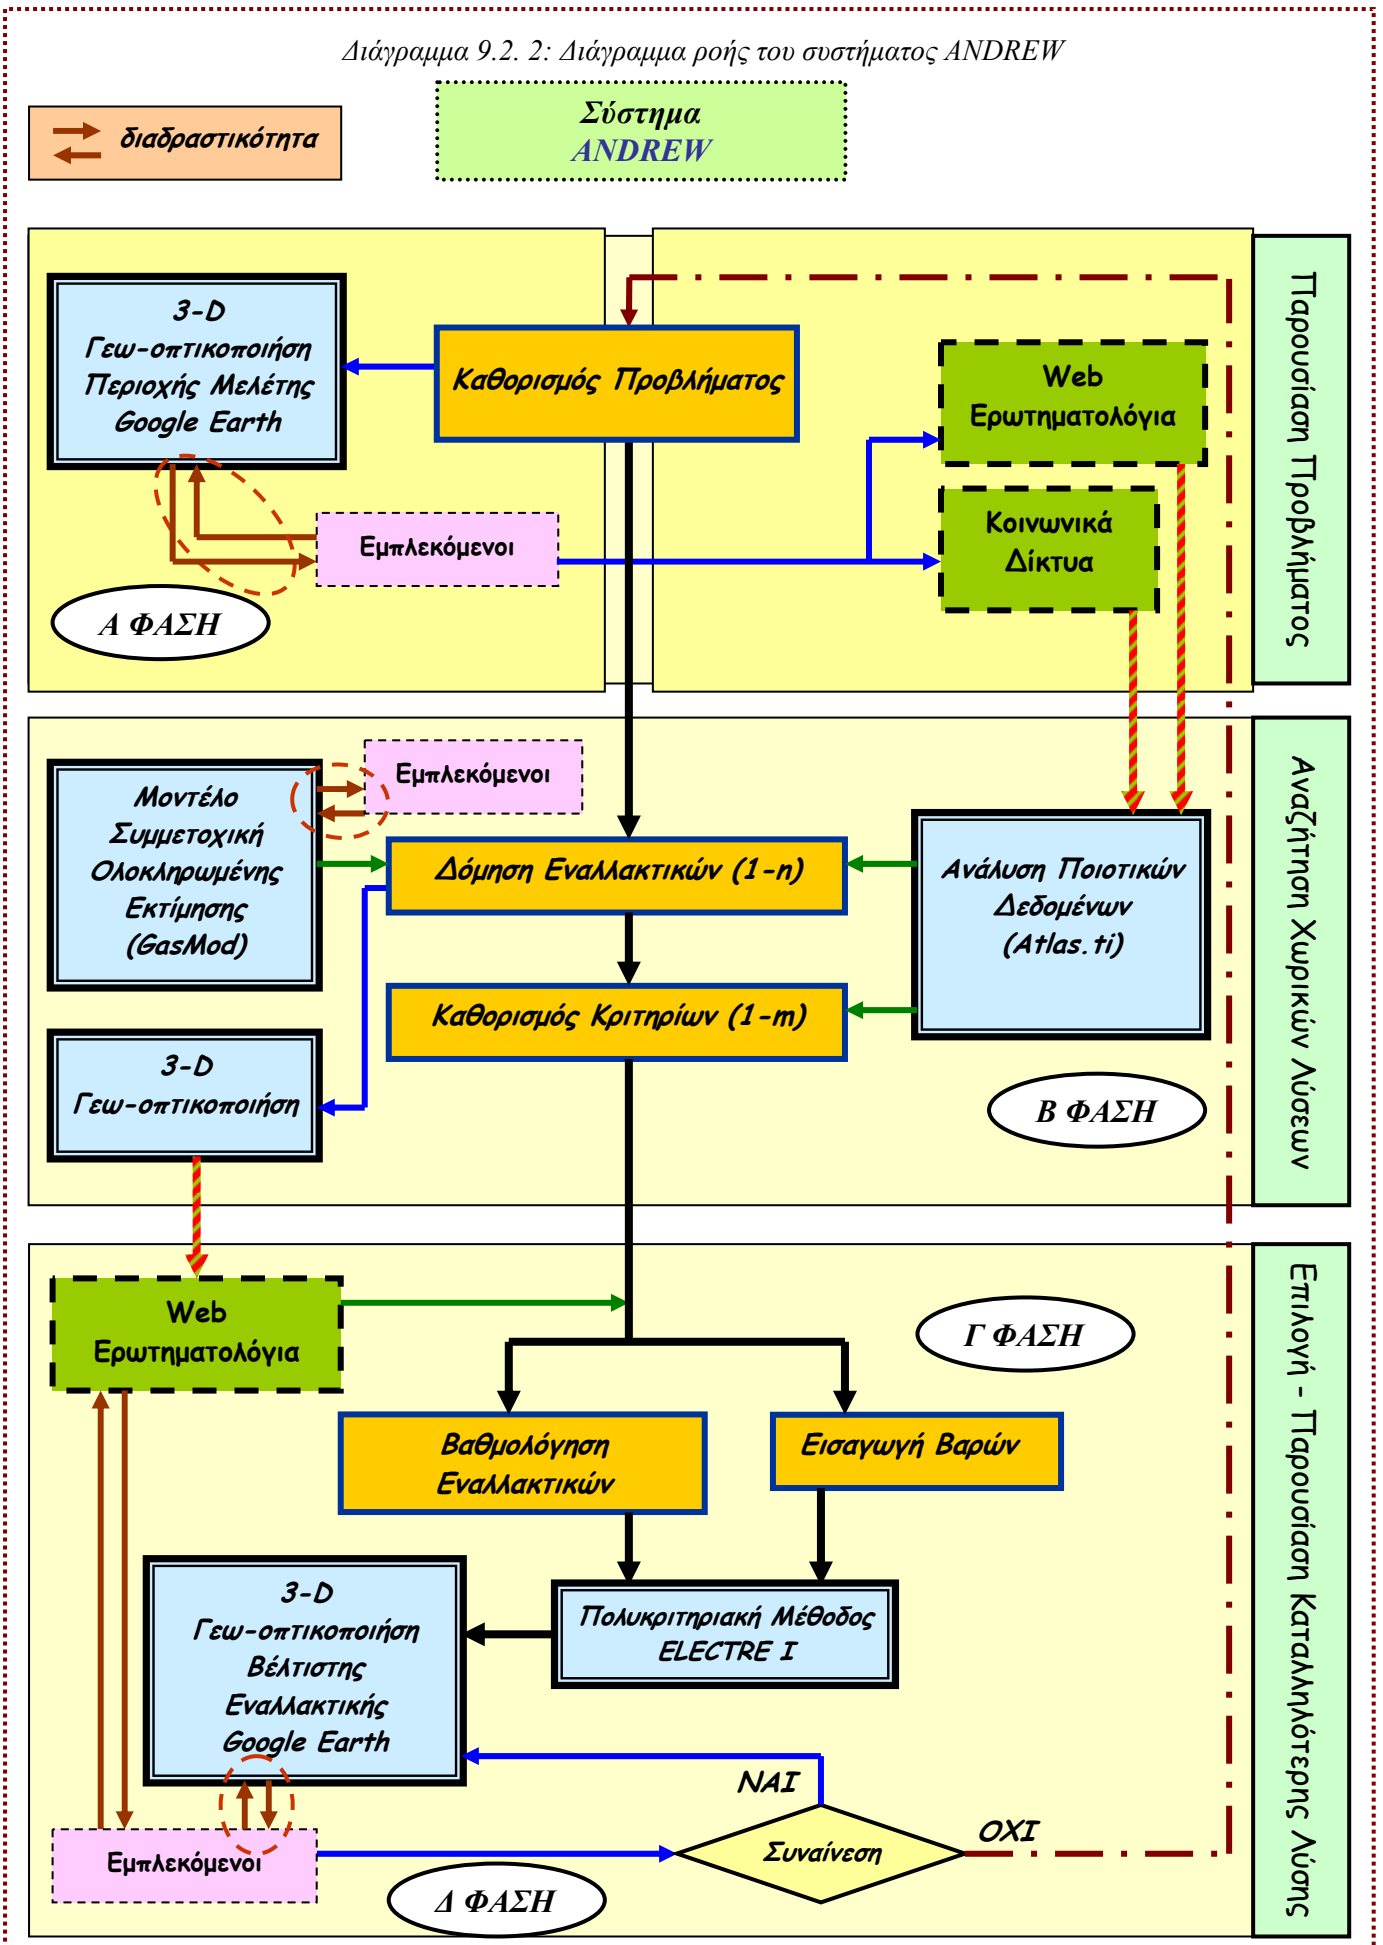 Διάγραμμα 9.2. 2: Διάγραμμα ροής του συστήματος ANDREW
διαδραστικότητα
Σύστημα
ANDREW
3-D
Γεω-οπτικοποιήση
Περιοχής Μελέτης
Google Earth
Καθορισμός Προβλήματος
Web
Ερωτηματολόγια
Κοινωνικά
Δίκτυα
Εμπλεκόμενοι
Α ΦΑΣΗ
Παρουσίαση Προβλήματος
Εμπλεκόμενοι
Μοντέλο
Συμμετοχική
Ολοκληρωμένης
Εκτίμησης
(GasMod)
Δόμηση Εναλλακτικών (1-n)
Ανάλυση Ποιοτικών
Δεδομένων
(Atlas.ti)
Καθορισμός Κριτηρίων (1-m)
3-D
Γεω-οπτικοποιήση
Β ΦΑΣΗ
Αναζήτηση Χωρικών Λύσεων
Web
Ερωτηματολόγια
Γ ΦΑΣΗ
Βαθμολόγηση
Εναλλακτικών
Εισαγωγή Βαρών
3-D
Γεω-οπτικοποιήση
Βέλτιστης
Εναλλακτικής
Google Earth
Πολυκριτηριακή Μέθοδος
ELECTRE I
ΝΑΙ
ΟΧΙ
Συναίνεση
Εμπλεκόμενοι
Δ ΦΑΣΗ
Επιλογή - Παρουσίαση Καταλληλότερης Λύσης